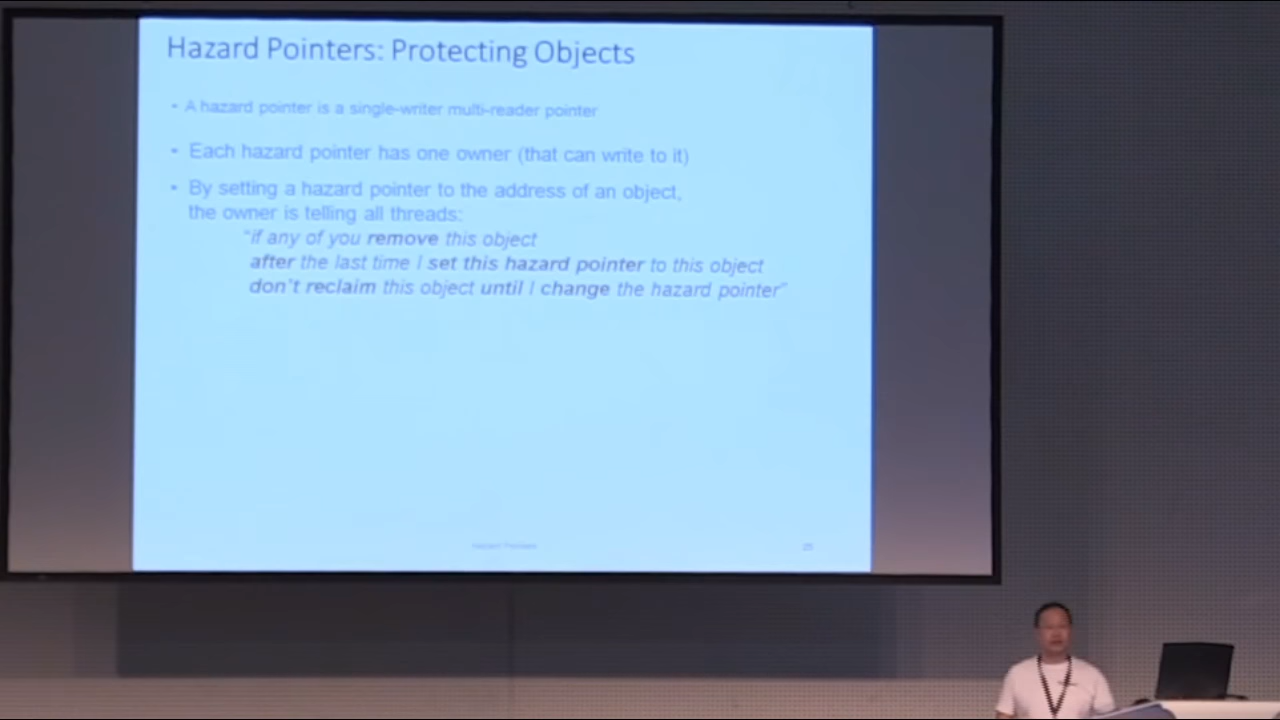 Hazard Pointers: Protecting Objects
• A hazard pointer is a single-writer multi-reader pointer
• Each hazard pointer has one owner (that can write to it)
• By setting a hazard pointer to the address of an object,
the owner is telling all threads:
"if any of you remove this object
after the last time I set this hazard pointer to this object
don't reclaim this object until I change the hazard pointer"